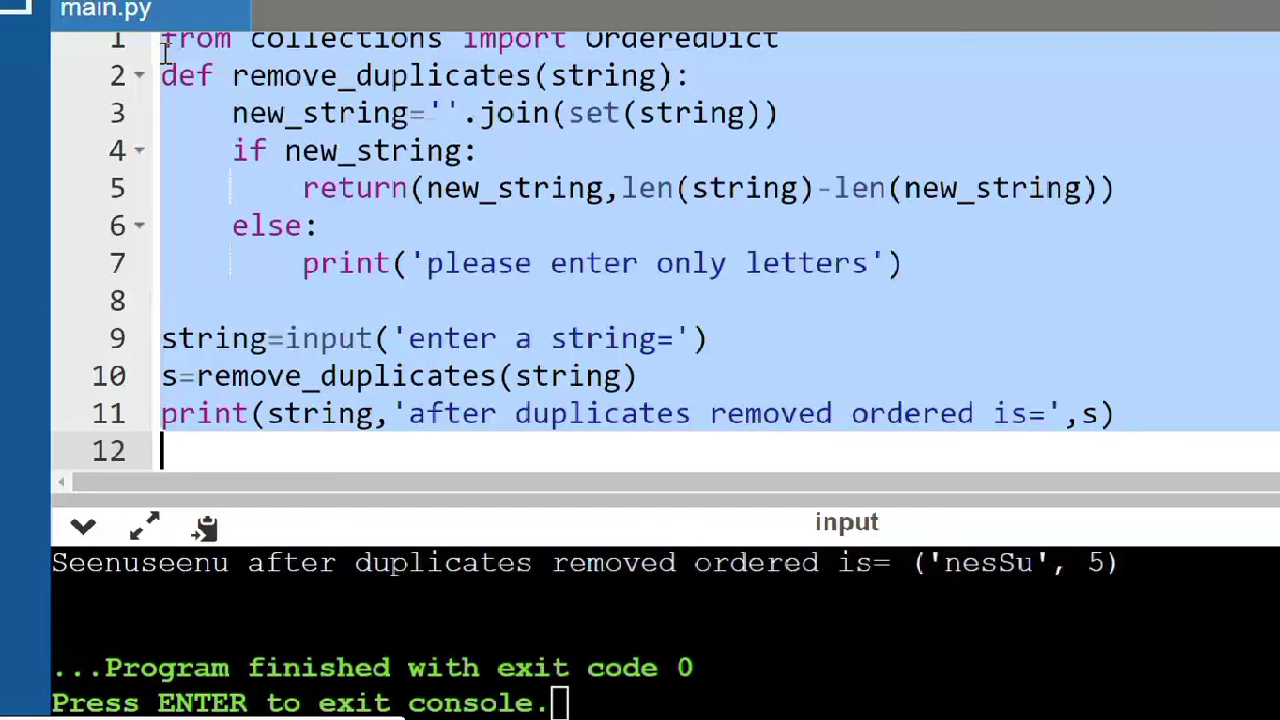 main.py
1 from collections import OrderedDict
2 def remove_duplicates(string):
3 new_string=''.join(set(string))
4 if new_string:
5 return(new_string,len(string)-len(new_string))
6 else:
7 print('please enter only letters')
8
9 string=input('enter a string=')
10 s=remove_duplicates(string)
11 print(string,'after duplicates removed ordered is=',s)
12
input
Seenuseenu after duplicates removed ordered is= ('nesSu', 5)
...Program finished with exit code 0
Press ENTER to exit console.